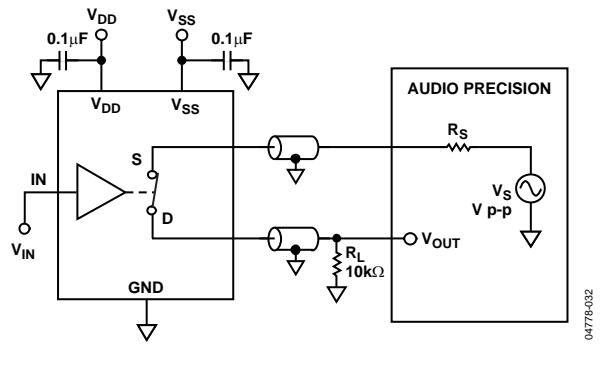 VDD
VSS
0.1µF
0.1µF
VDD
VSS
AUDIO PRECISION
RS
S
IN
VS
V p-p
D
VIN
VOUT
RL
10kΩ
GND
04778-032